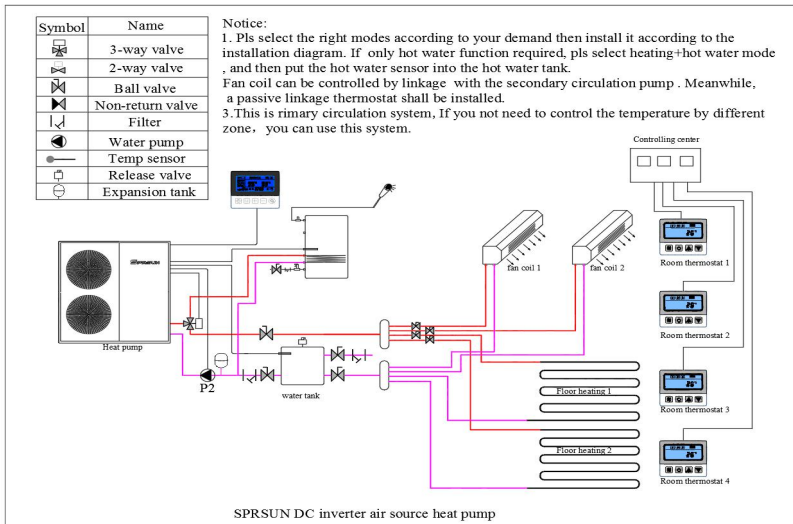 Symbol Name
3-way valve
2-way valve
Ball valve
Non-return valve
Filter
Water pump
Temp sensor
Release valve
Expansion tank
Notice:
1. Pls select the right modes according to your demand then install it according to the
installation diagram. If only hot water function required, pls select heating+hot water mode
, and then put the hot water sensor into the hot water tank.
Fan coil can be controlled by linkage with the secondary circulation pump . Meanwhile,
a passive linkage thermostat shall be installed.
3.This is rimary circulation system, If you not need to control the temperature by different
zone, you can use this system.
Controlling center
SPRSUN
Heat pump
P2
water tank
fan coil 1
fan coil 2
Floor heating 1
Floor heating 2
Room thermostat 1
Room thermostat 2
Room thermostat 3
Room thermostat 4
SPRSUN DC inverter air source heat pump